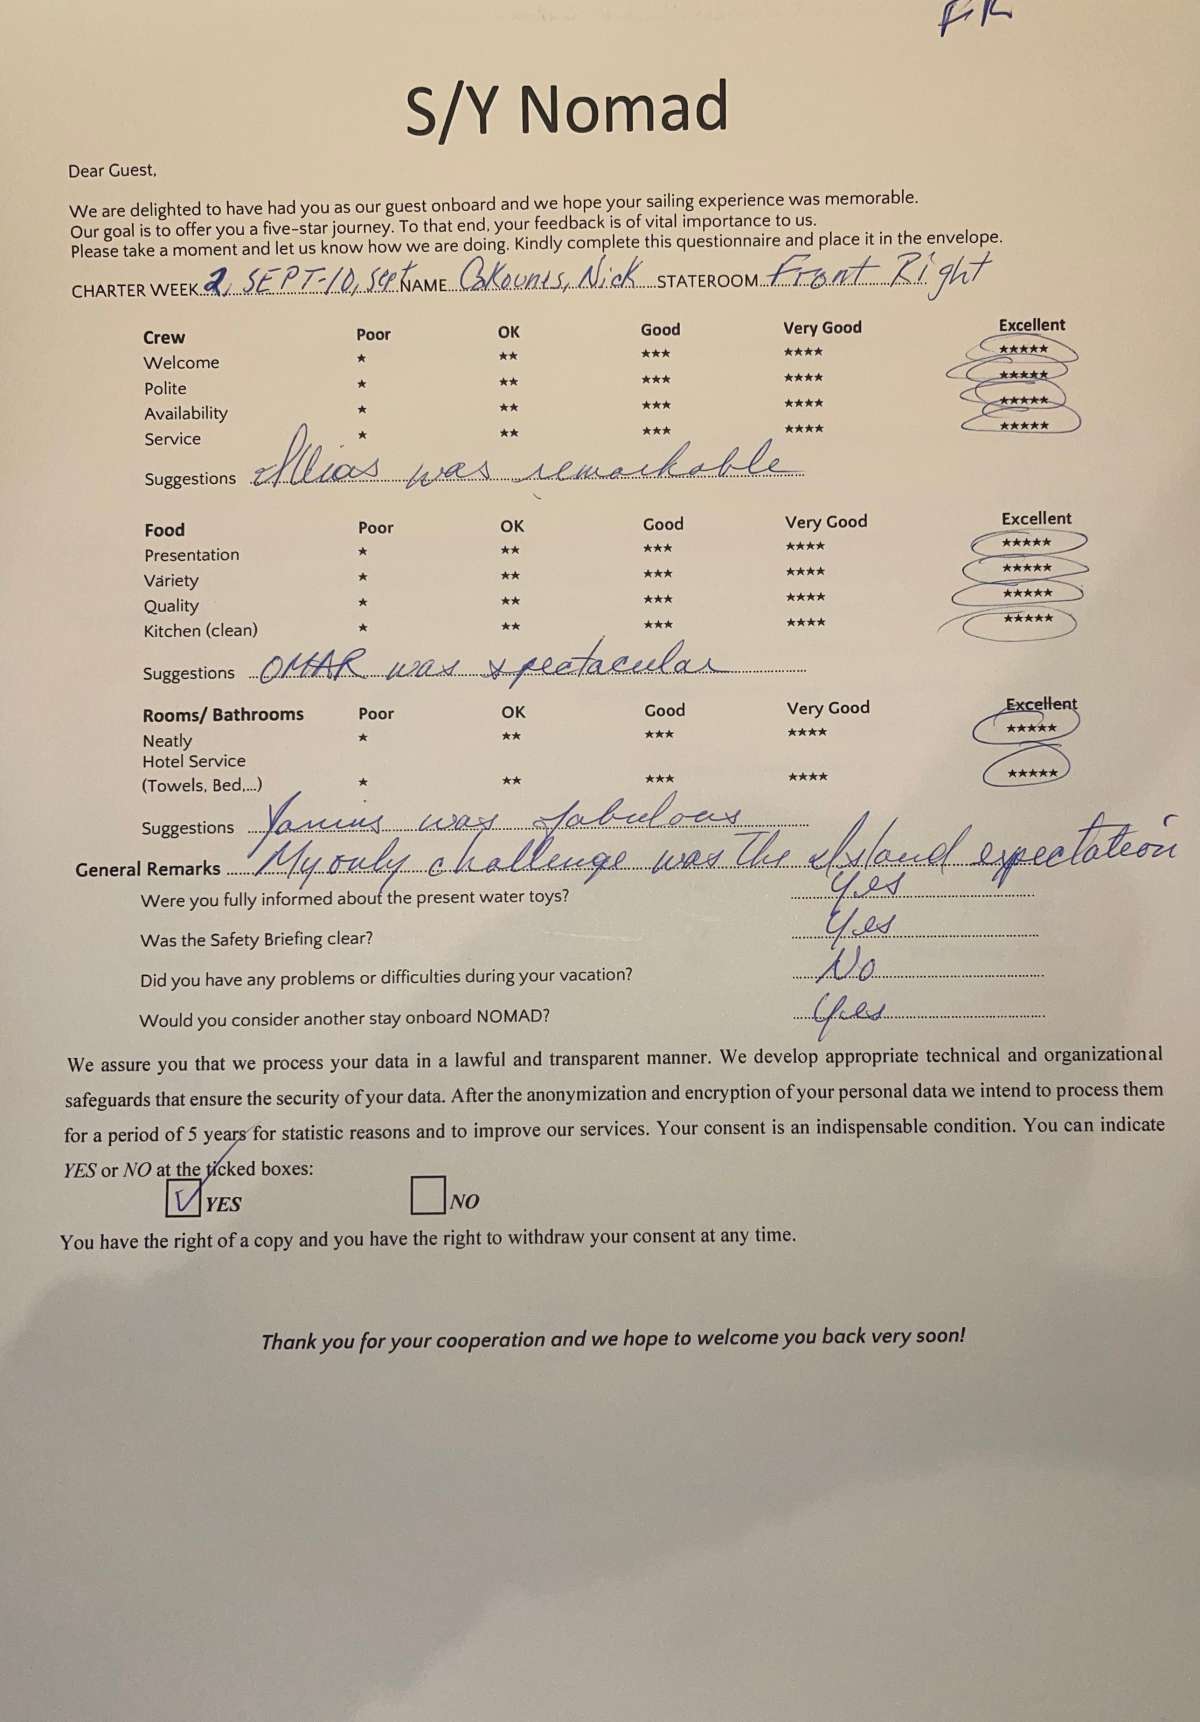 FR
S/Y Nomad
Dear Guest,
We are delighted to have had you as our guest onboard and we hope your sailing experience was memorable.
Our goal is to offer you a five-star journey. To that end, your feedback is of vital importance to us.
Please take a moment and let us know how we are doing. Kindly complete this questionnaire and place it in the envelope.
CHARTER WEEK 2, SEPT-10, Sept NAME Nick STATEROOM Front Right
Crew Poor OK Good Very Good Excellent
Welcome ★ ★★ ★★★ ★★★★ ★★★★★
Polite ★ ★★ ★★★ ★★★★ ★★★★★
Availability ★ ★★ ★★★ ★★★★ ★★★★★
Service ★ ★★ ★★★ ★★★★ ★★★★★
Suggestions was remarkable
Food Poor OK Good Very Good Excellent
Presentation ★ ★★ ★★★ ★★★★ ★★★★★
Variety ★ ★★ ★★★ ★★★★ ★★★★★
Quality ★ ★★ ★★★ ★★★★ ★★★★★
Kitchen (clean) ★ ★★ ★★★ ★★★★ ★★★★★
Suggestions OMAR was spectacular
Rooms/ Bathrooms Poor OK Good Very Good Excellent
Neatly ★ ★★ ★★★ ★★★★ ★★★★★
Hotel Service
(Towels, Bed,...) ★ ★★ ★★★ ★★★★ ★★★★★
Suggestions was fabulous
General Remarks My only challenge was the Island expectation
Were you fully informed about the present water toys? Yes
Was the Safety Briefing clear? Yes
Did you have any problems or difficulties during your vacation? No
Would you consider another stay onboard NOMAD? Yes
We assure you that we process your data in a lawful and transparent manner. We develop appropriate technical and organizational
safeguards that ensure the security of your data. After the anonymization and encryption of your personal data we intend to process them
for a period of 5 years for statistic reasons and to improve our services. Your consent is an indispensable condition. You can indicate
YES or NO at the ticked boxes:
YES NO
You have the right of a copy and you have the right to withdraw your consent at any time.
Thank you for your cooperation and we hope to welcome you back very soon!